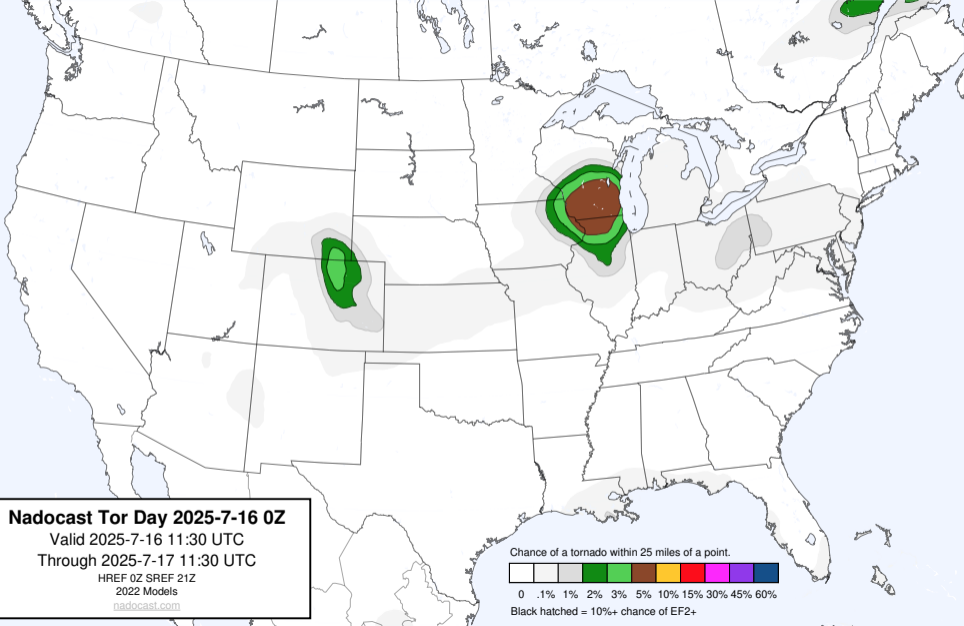 Nadocast Tor Day 2025-7-16 0Z
Valid 2025-7-16 11:30 UTC
Through 2025-7-17 11:30 UTC
HREF 0Z SREF 21Z
2022 Models
nadocast.com
Chance of a tornado within 25 miles of a point.
0 .1% 1% 2% 3% 5% 10% 15% 30% 45% 60%
Black hatched = 10%+ chance of EF2+